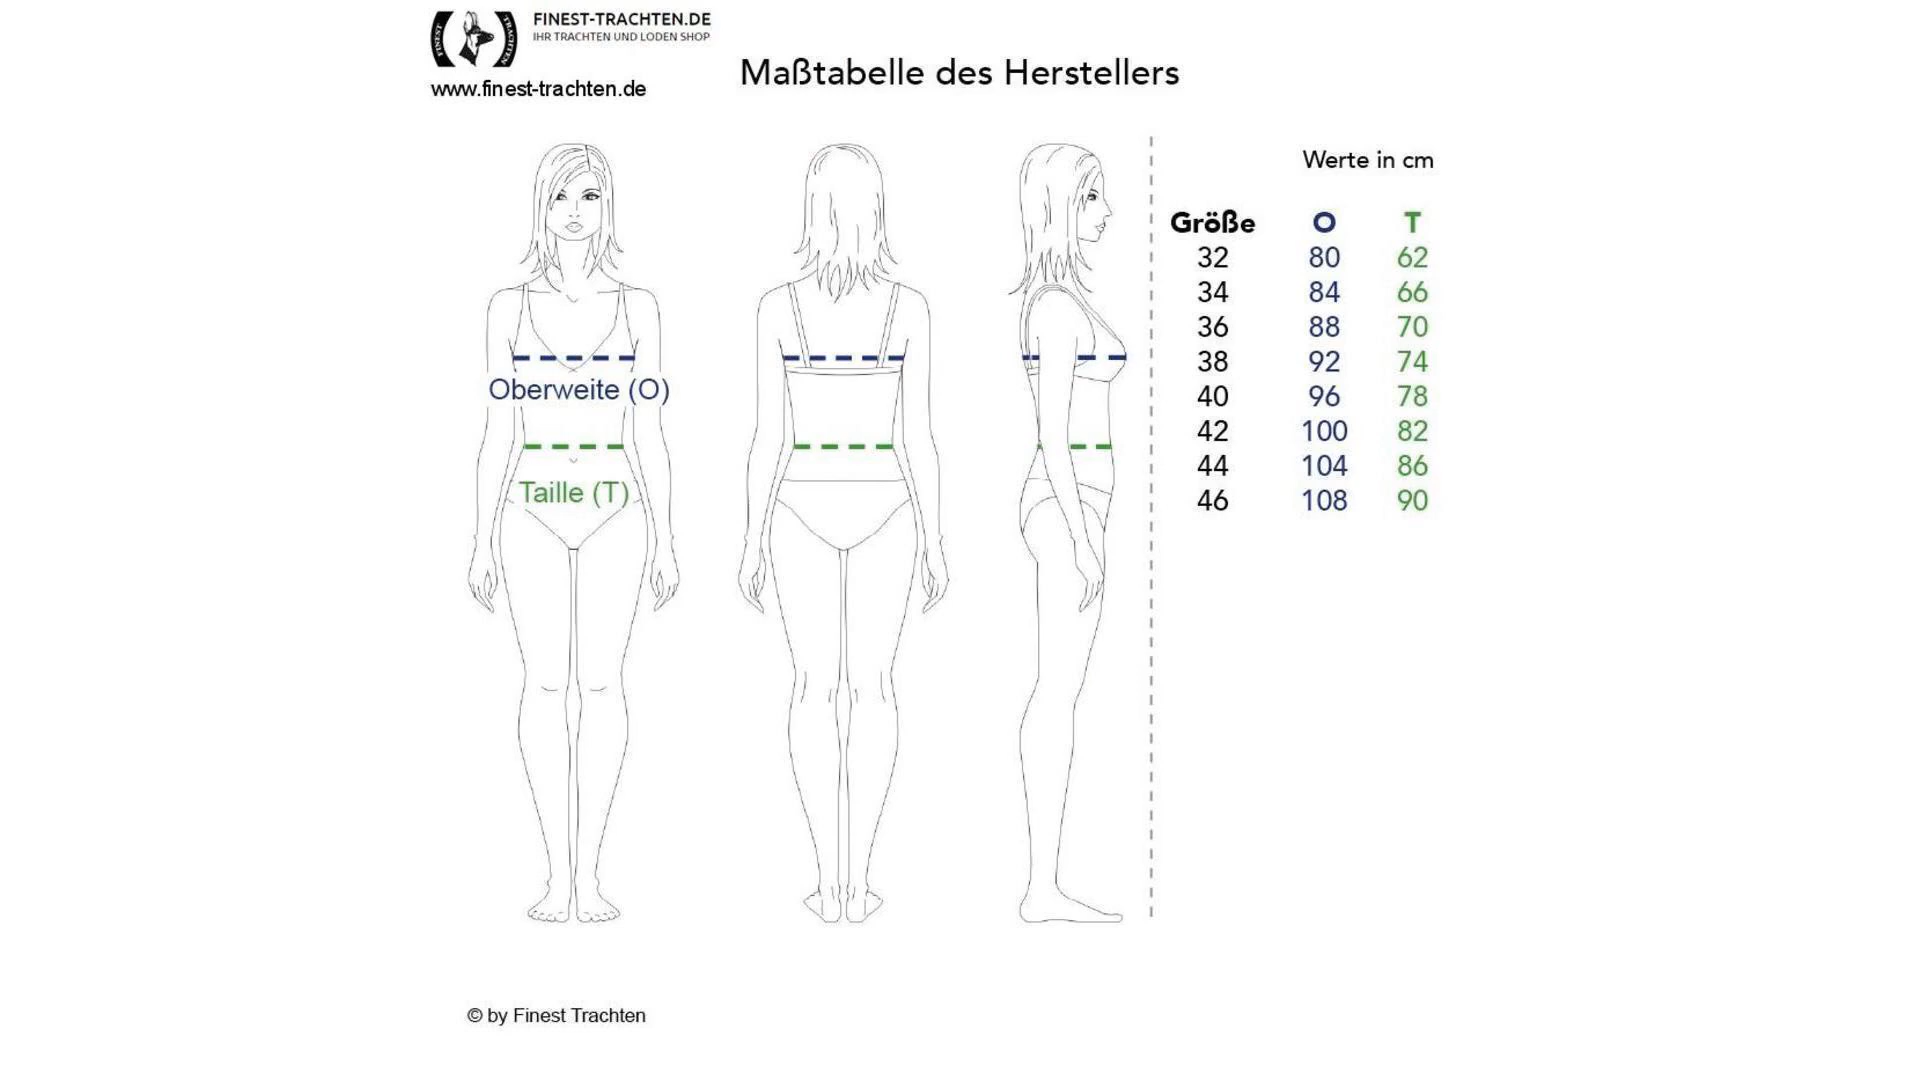 FINEST TRACHTEN
FINEST-TRACHTEN.DE
IHR TRACHTEN UND LODEN SHOP
www.finest-trachten.de
Maßtabelle des Herstellers
Werte in cm
Größe O T
32 80 62
34 84 66
36 88 70
38 92 74
40 96 78
42 100 82
44 104 86
46 108 90
Oberweite (O)
Taille (T)
© by Finest Trachten